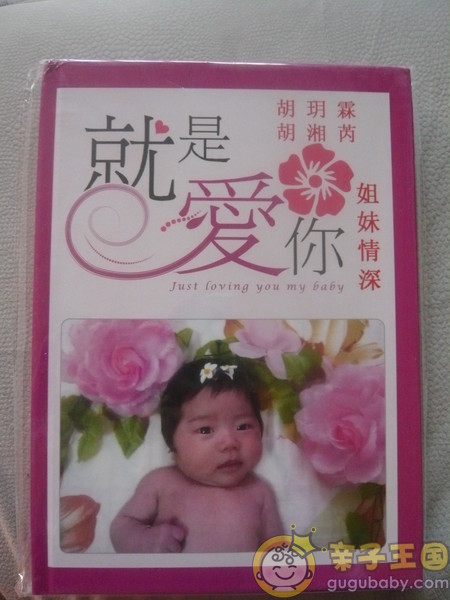 胡玥霖
胡湘芮
就是
愛你
姐妹情深
Just loving you my baby
亲子王国
gugubaby.com